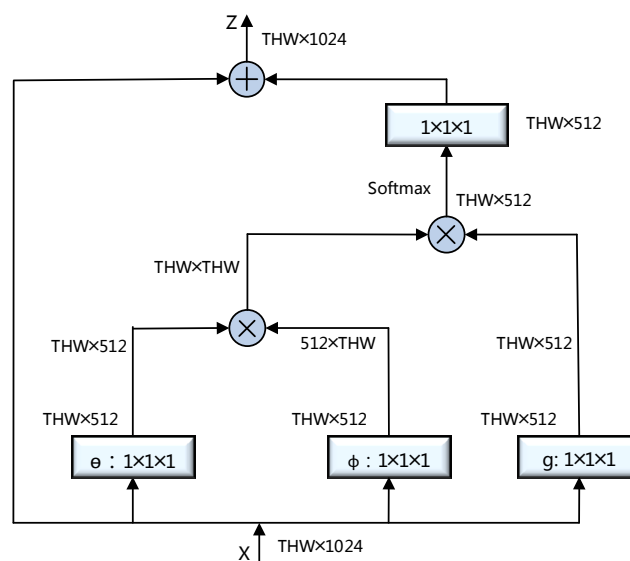 Z
THW×1024
1×1×1
THW×512
Softmax
THW×512
THW×THW
THW×512
512×THW
THW×512
THW×512
THW×512
THW×512
ɵ : 1×1×1
ϕ : 1×1×1
g: 1×1×1
X
THW×1024